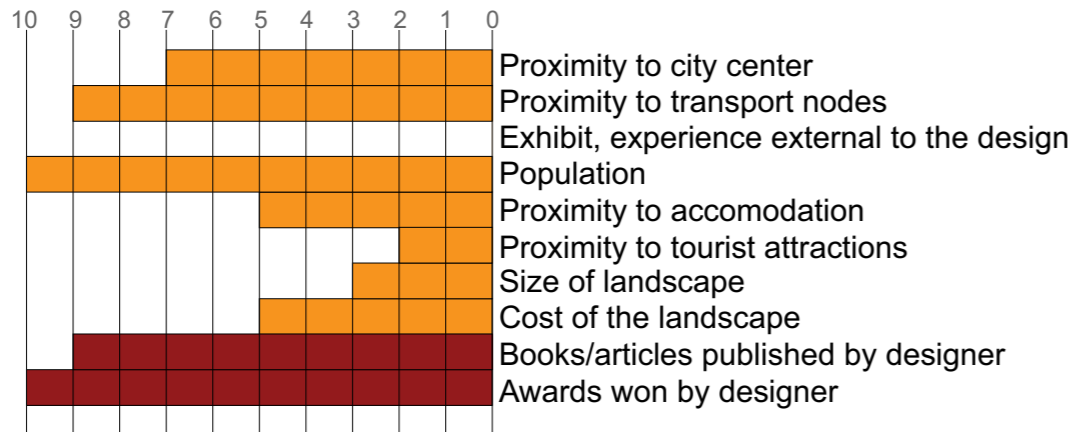 10 9 8 7 6 5 4 3 2 1 0
Proximity to city center
Proximity to transport nodes
Exhibit, experience external to the design
Population
Proximity to accomodation
Proximity to tourist attractions
Size of landscape
Cost of the landscape
Books/articles published by designer
Awards won by designer